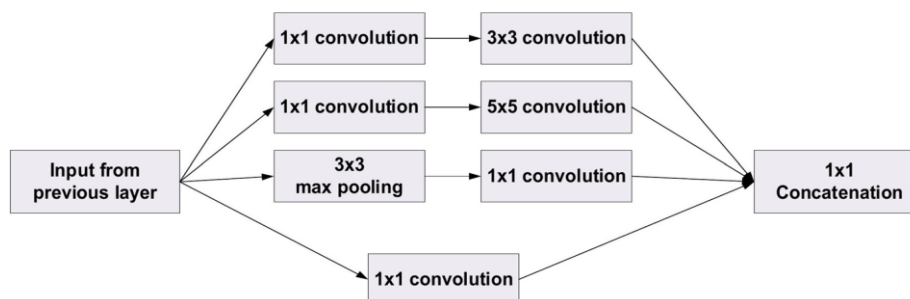 1x1 convolution
3x3 convolution
1x1 convolution
5x5 convolution
Input from
previous layer
3x3
max pooling
1x1 convolution
1x1
Concatenation
1x1 convolution